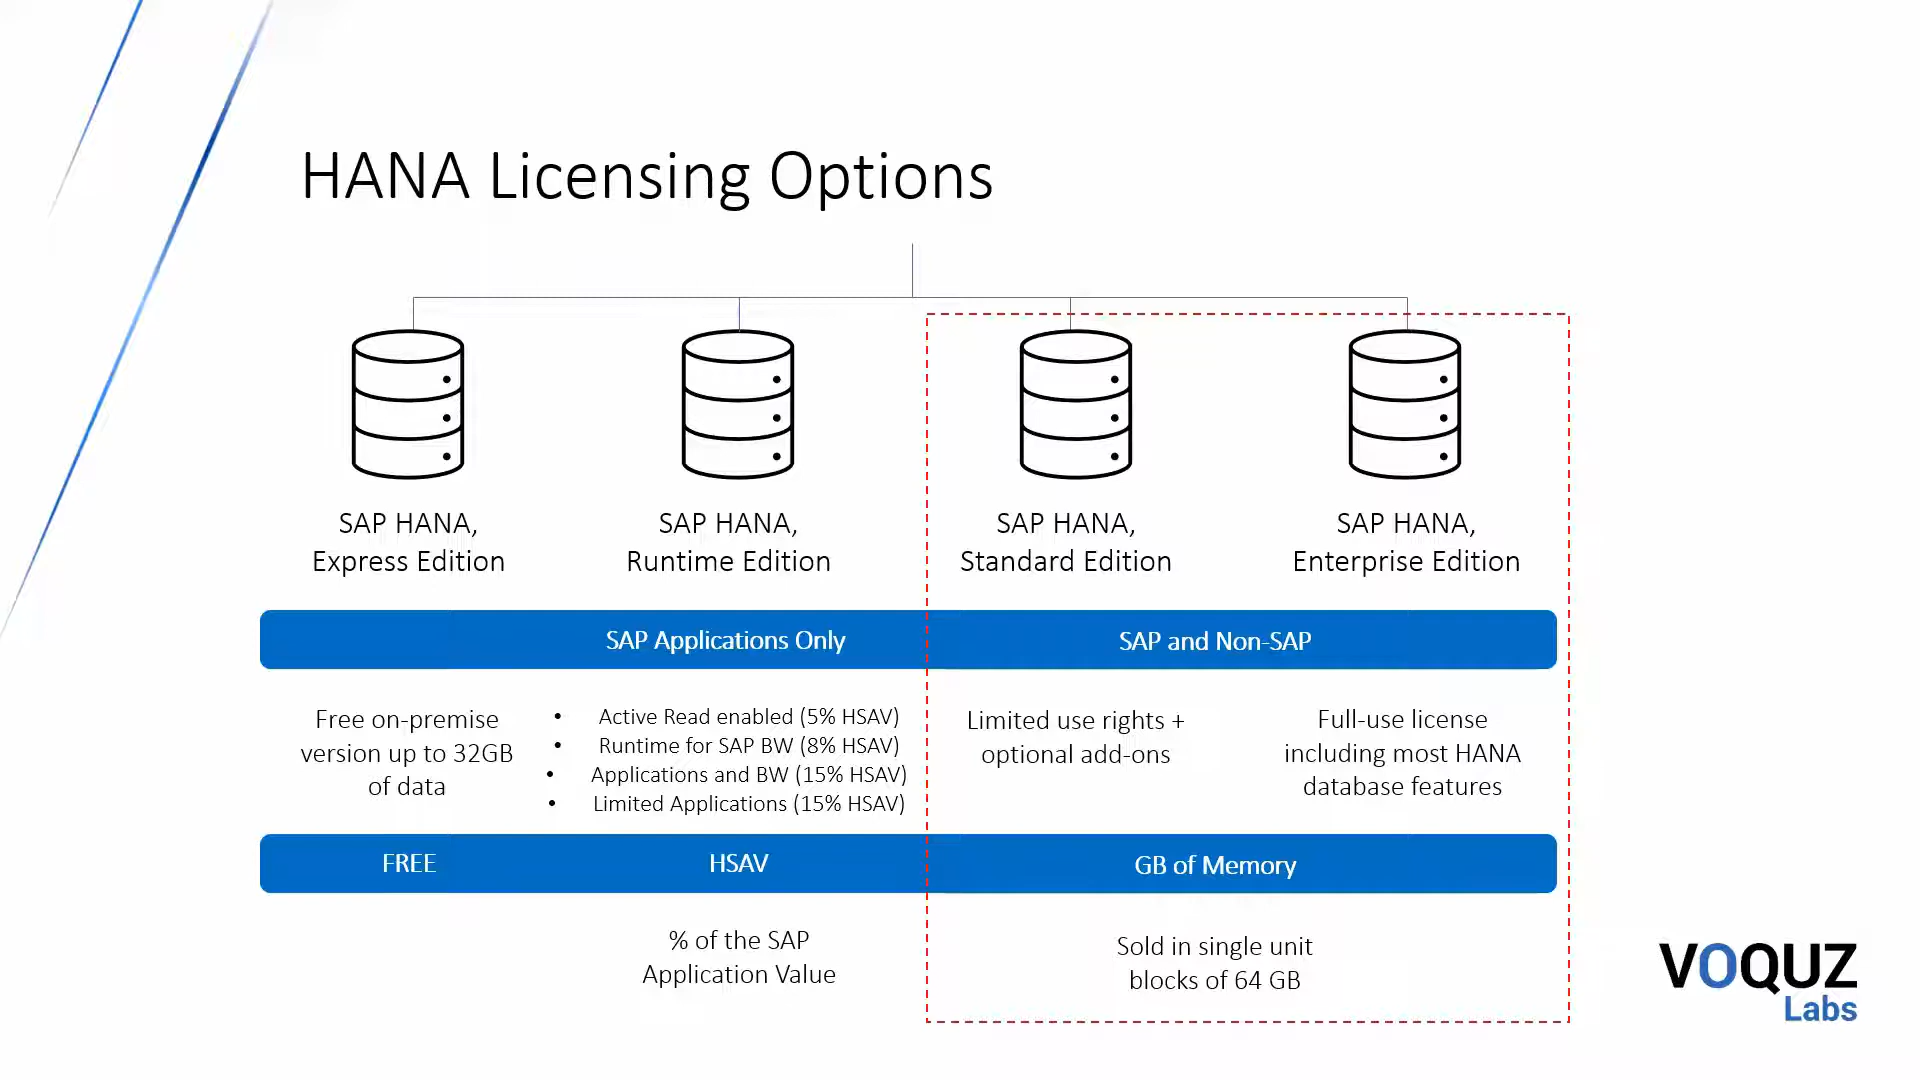 HANA Licensing Options
SAP HANA,
Express Edition
SAP HANA,
Runtime Edition
SAP HANA,
Standard Edition
SAP HANA,
Enterprise Edition
SAP Applications Only
SAP and Non-SAP
Free on-premise
version up to 32GB
of data
• Active Read enabled (5% HSAV)
• Runtime for SAP BW (8% HSAV)
• Applications and BW (15% HSAV)
• Limited Applications (15% HSAV)
Limited use rights +
optional add-ons
Full-use license
including most HANA
database features
FREE
HSAV
GB of Memory
% of the SAP
Application Value
Sold in single unit
blocks of 64 GB
VOQUZ
Labs